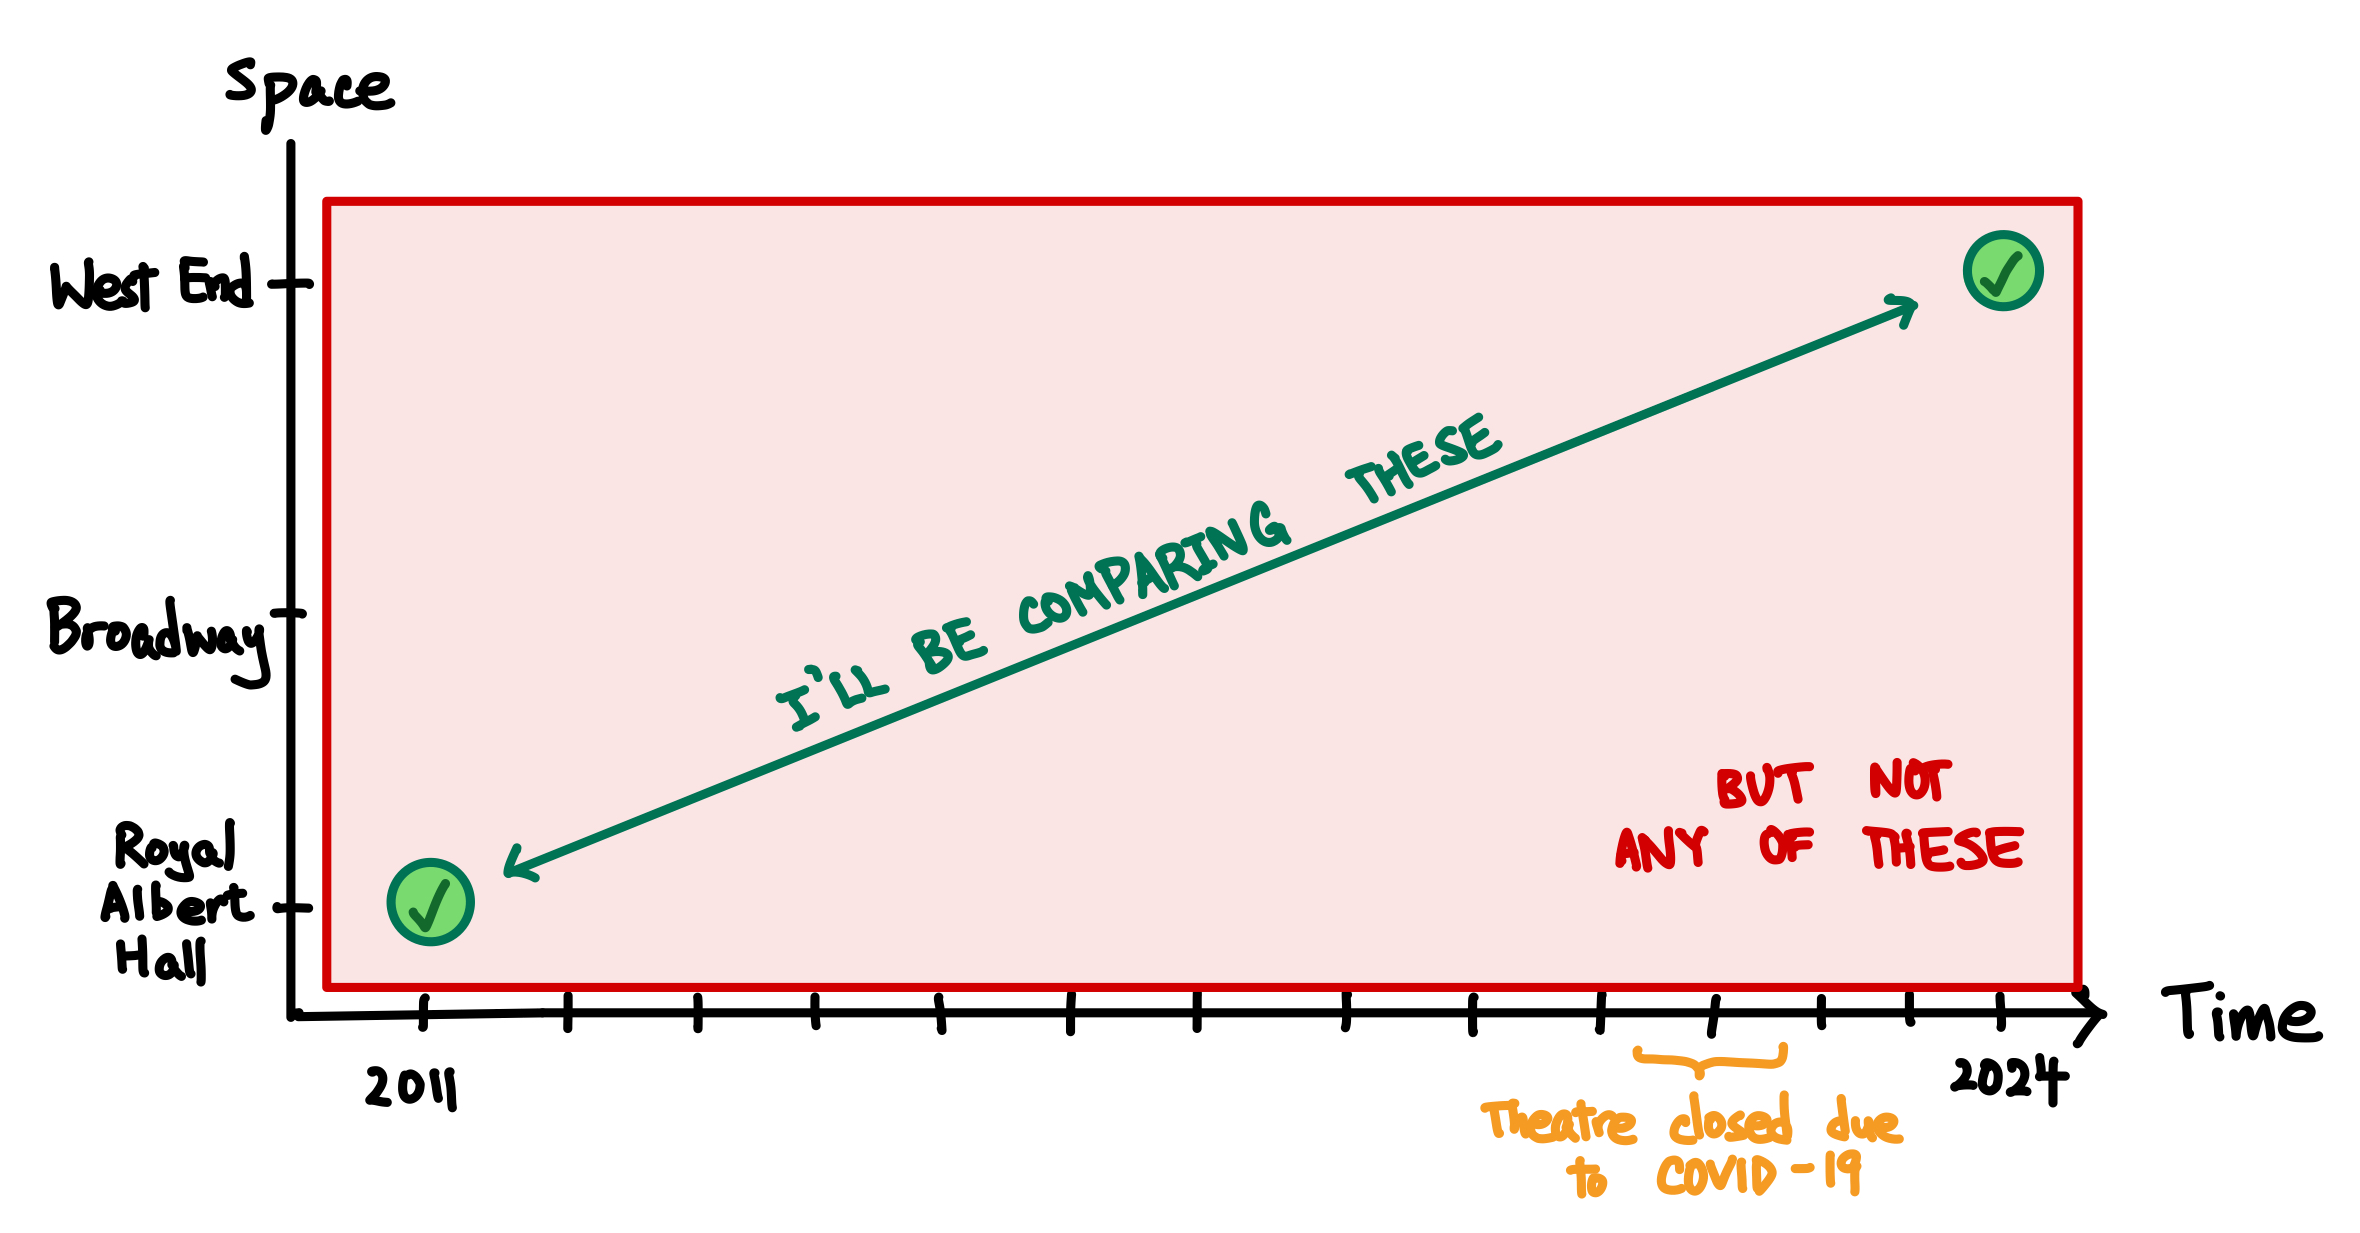 Space
West End
Broadway
Royal
Albert
Hall
I'LL BE COMPARING THESE
BUT NOT
ANY OF THESE
Time
2011
2024
Theatre closed due
to COVID-19